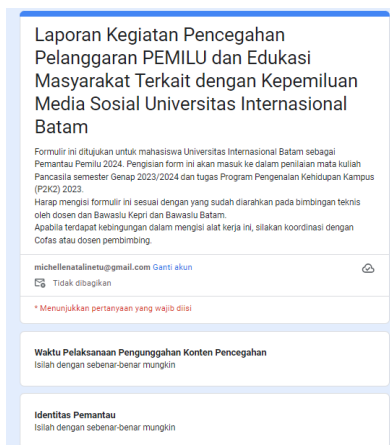 Laporan Kegiatan Pencegahan
Pelanggaran PEMILU dan Edukasi
Masyarakat Terkait dengan Kepemiluan
Media Sosial Universitas Internasional
Batam
Formulir ini ditujukan untuk mahasiswa Universitas Internasional Batam sebagai
Pemantau Pemilu 2024. Pengisian form ini akan masuk ke dalam penilaian mata kuliah
Pancasila semester Genap 2023/2024 dan tugas Program Pengenalan Kehidupan Kampus
(P2K2) 2023.
Harap mengisi formulir ini sesuai dengan yang sudah diarahkan pada bimbingan teknis
oleh dosen dan Bawaslu Kepri dan Bawaslu Batam.
Apabila terdapat kebingungan dalam mengisi alat kerja ini, silakan koordinasi dengan
Cofas atau dosen pembimbing.
michellenatalinetu@gmail.com Ganti akun
Tidak dibagikan
* Menunjukkan pertanyaan yang wajib diisi
Waktu Pelaksanaan Pengunggahan Konten Pencegahan
Isilah dengan sebenar-benar mungkin
Identitas Pemantau
Isilah dengan sebenar-benar mungkin